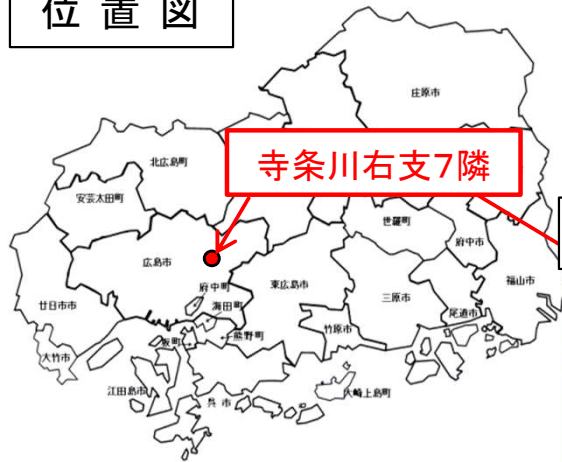 位置図
庄原市
北広島町
寺条川右支7隣
安芸太田町
世羅町
府中市
広島市
福山市
府中町
東広島市
三原市
廿日市市
海田町
尾道市
熊野町
竹原市
坂町
大竹市
江田島市
大崎上島町
呉市